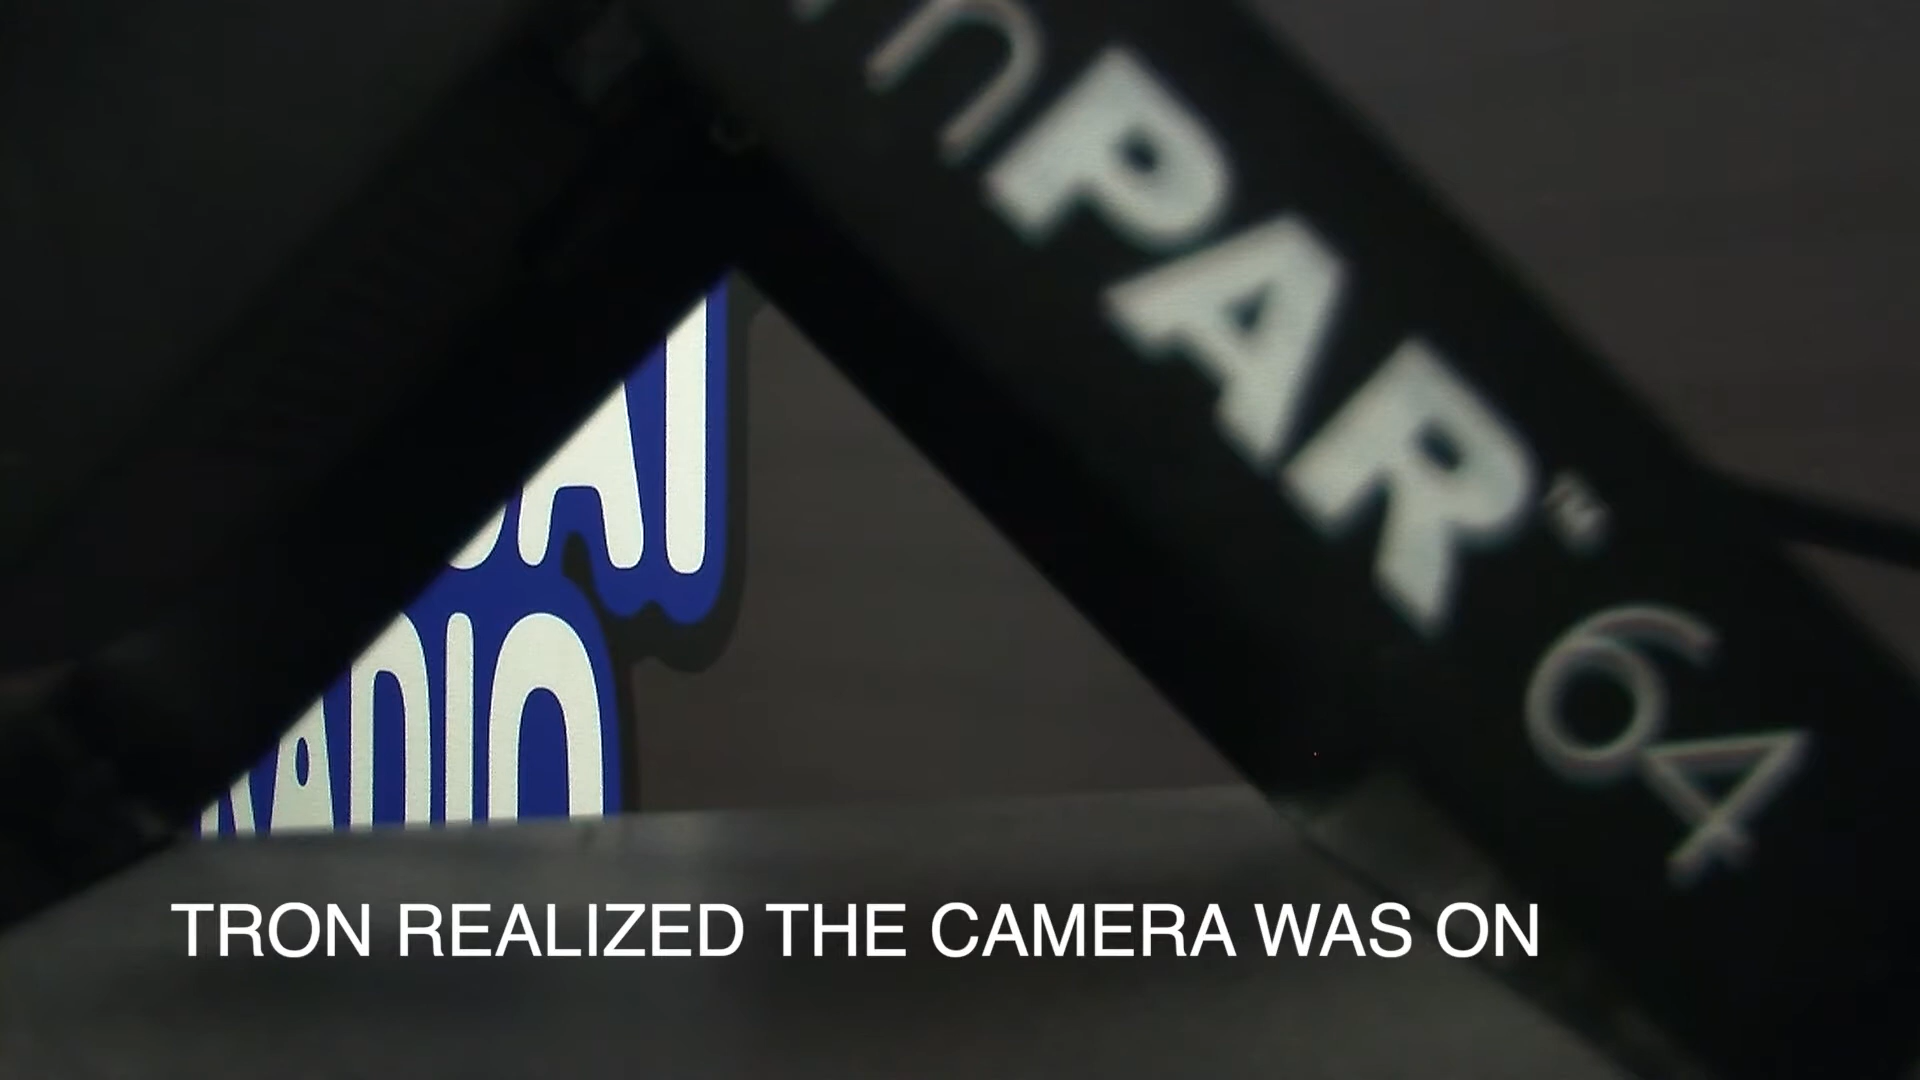 PAR™ 64
RADIO
TRON REALIZED THE CAMERA WAS ON